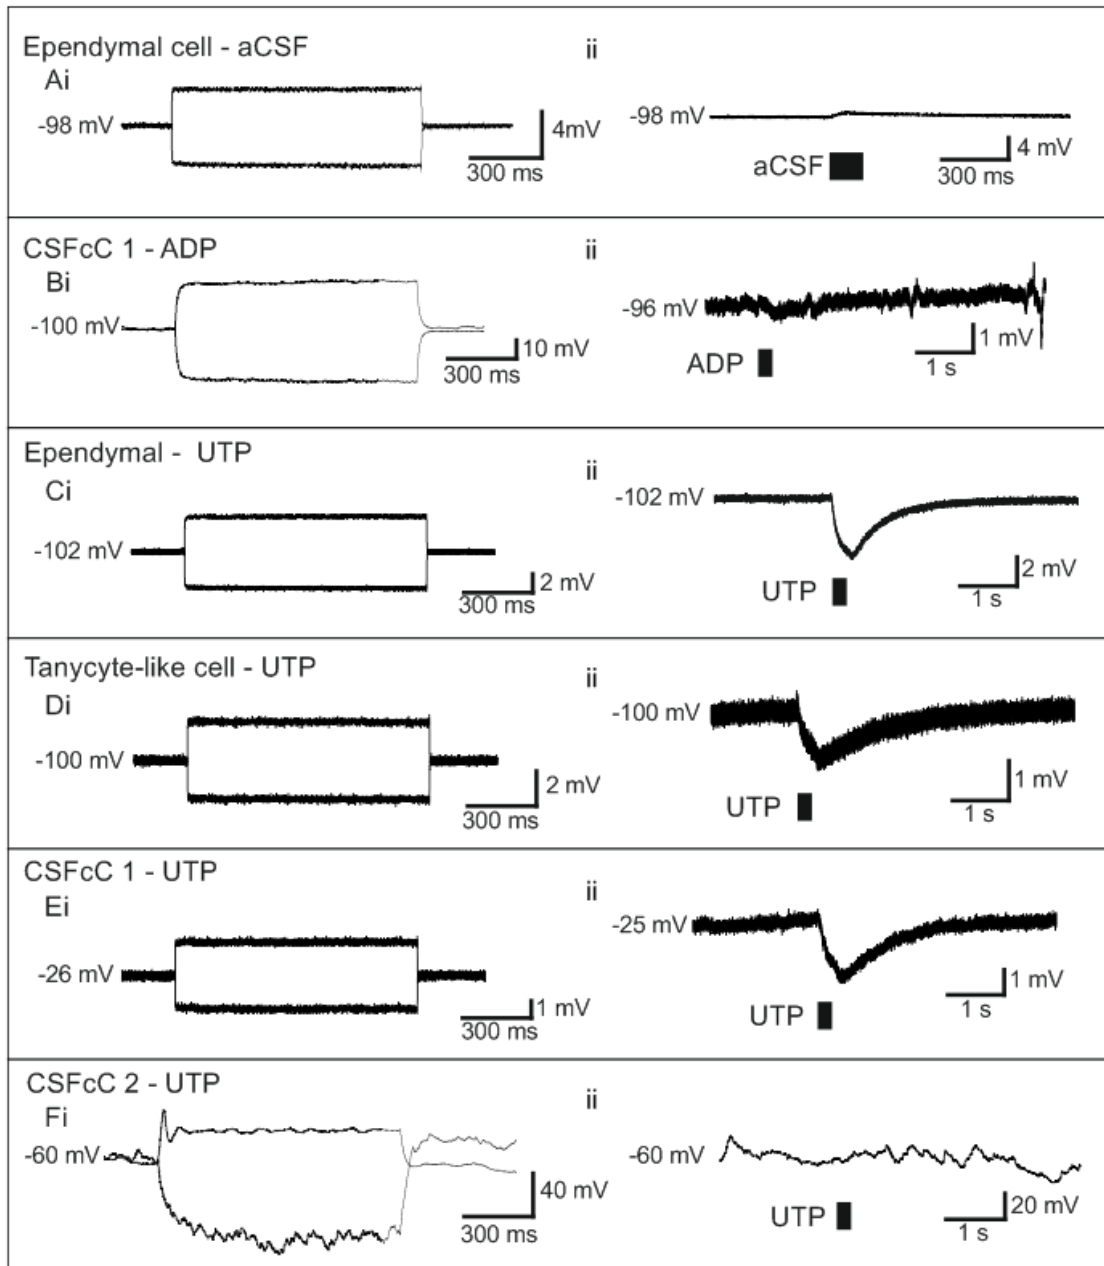 Ependymal cell - aCSF
Ai
-98 mV
4mV
300 ms
ii
-98 mV
aCSF
4 mV
300 ms
CSFcC 1 - ADP
Bi
-100 mV
10 mV
300 ms
ii
-96 mV
ADP
1 mV
1 s
Ependymal - UTP
Ci
-102 mV
2 mV
300 ms
ii
-102 mV
UTP
2 mV
1 s
Tanycyte-like cell - UTP
Di
-100 mV
2 mV
300 ms
ii
-100 mV
UTP
1 mV
1 s
CSFcC 1 - UTP
Ei
-26 mV
1 mV
300 ms
ii
-25 mV
UTP
1 mV
1 s
CSFcC 2 - UTP
Fi
-60 mV
40 mV
300 ms
ii
-60 mV
UTP
20 mV
1 s